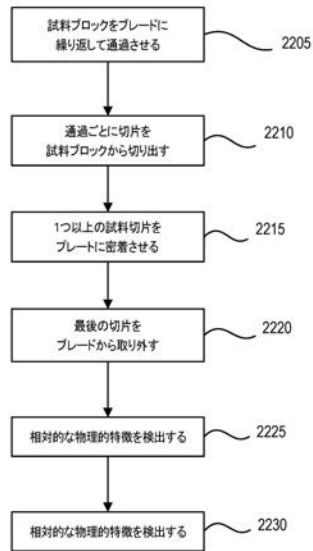 試料ブロックをブレードに
繰り返して通過させる
2205
通過ごとに切片を
試料ブロックから切り出す
2210
1つ以上の試料切片を
プレートに密着させる
2215
最後の切片を
ブレードから取り外す
2220
相対的な物理的特徴を検出する
2225
相対的な物理的特徴を検出する
2230